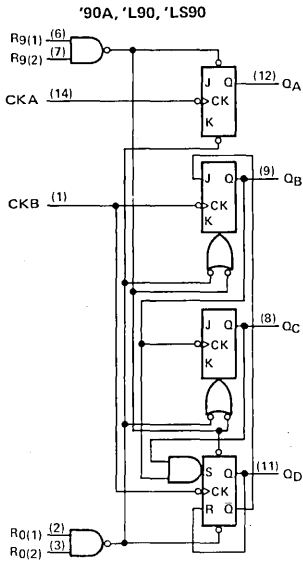 '90A, 'L90, 'LS90
R9(1) (6)
R9(2) (7)
J Q (12) QA
CKA (14) CK
K
J Q (9) QB
CKB (1) CK
K
J Q (8) QC
CK
K
S Q (11) QD
CK
R Q̄
R0(1) (2)
R0(2) (3)